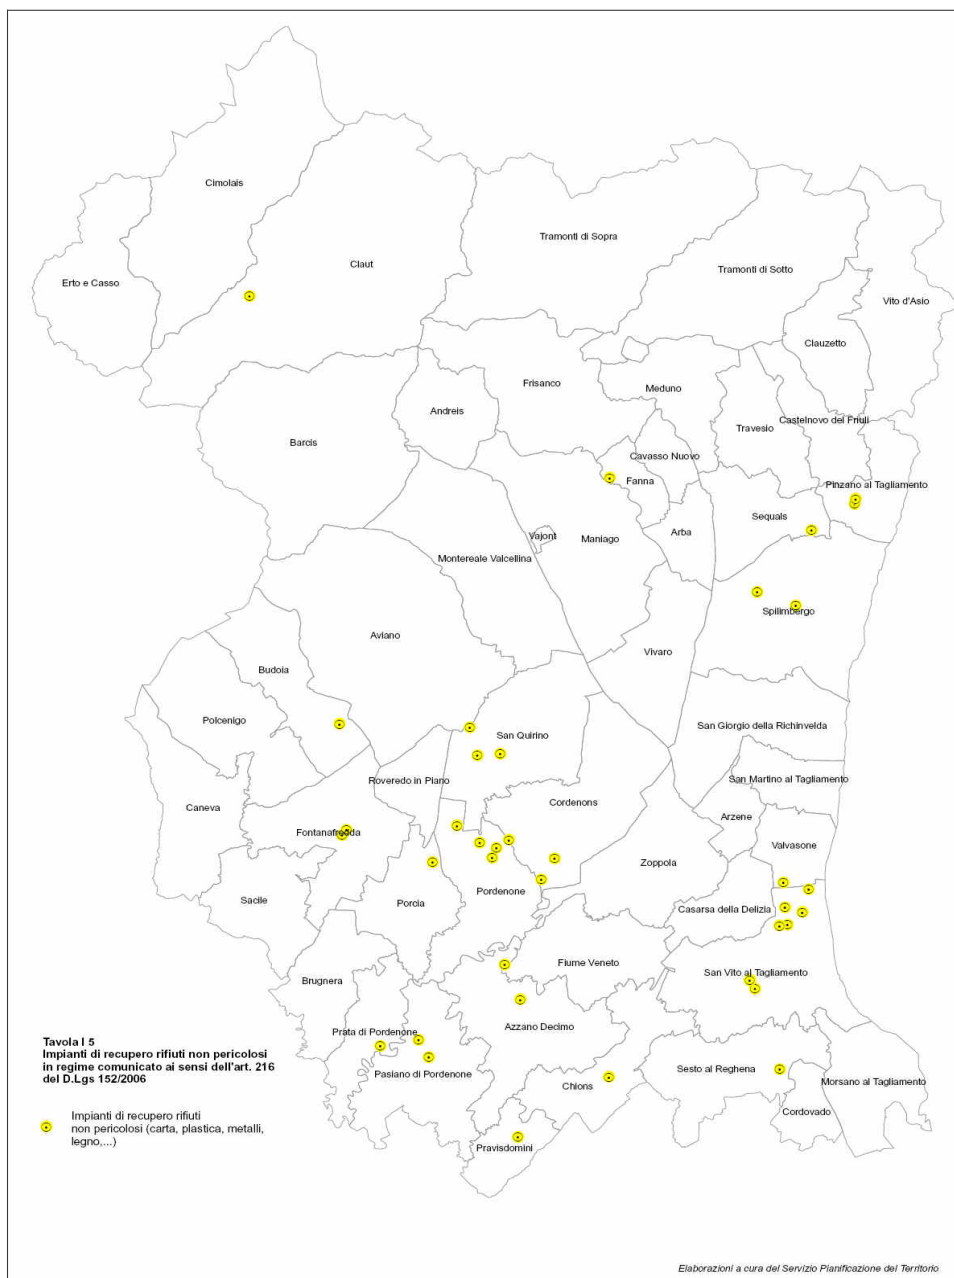 Cimolais
Tramonti di Sopra
Claut
Tramonti di Sotto
Erto e Casso
Vito d'Asio
Clauzetto
Frisanco
Meduno
Andreis
Castelnovo del Friuli
Travesio
Barcis
Cavasso Nuovo
Fanna
Pinzano al Tagliamento
Sequals
Arba
Vajont
Maniago
Montereale Valcellina
Spilimbergo
Aviano
Vivaro
Budoia
Polcenigo
San Giorgio della Richinvelda
San Quirino
Roveredo in Piano
San Martino al Tagliamento
Cordenons
Caneva
Arzene
Fontanafredda
Valvasone
Zoppola
Pordenone
Sacile
Porcia
Casarsa della Delizia
Fiume Veneto
San Vito al Tagliamento
Brugnera
Azzano Decimo
Prata di Pordenone
Pasiano di Pordenone
Sesto al Reghena
Morsano al Tagliamento
Chions
Cordovado
Pravisdomini
Tavola I 5
Impianti di recupero rifiuti non pericolosi
in regime comunicato ai sensi dell'art. 216
del D.Lgs 152/2006
Impianti di recupero rifiuti
non pericolosi (carta, plastica, metalli,
legno,...)
Elaborazioni a cura del Servizio Pianificazione del Territorio